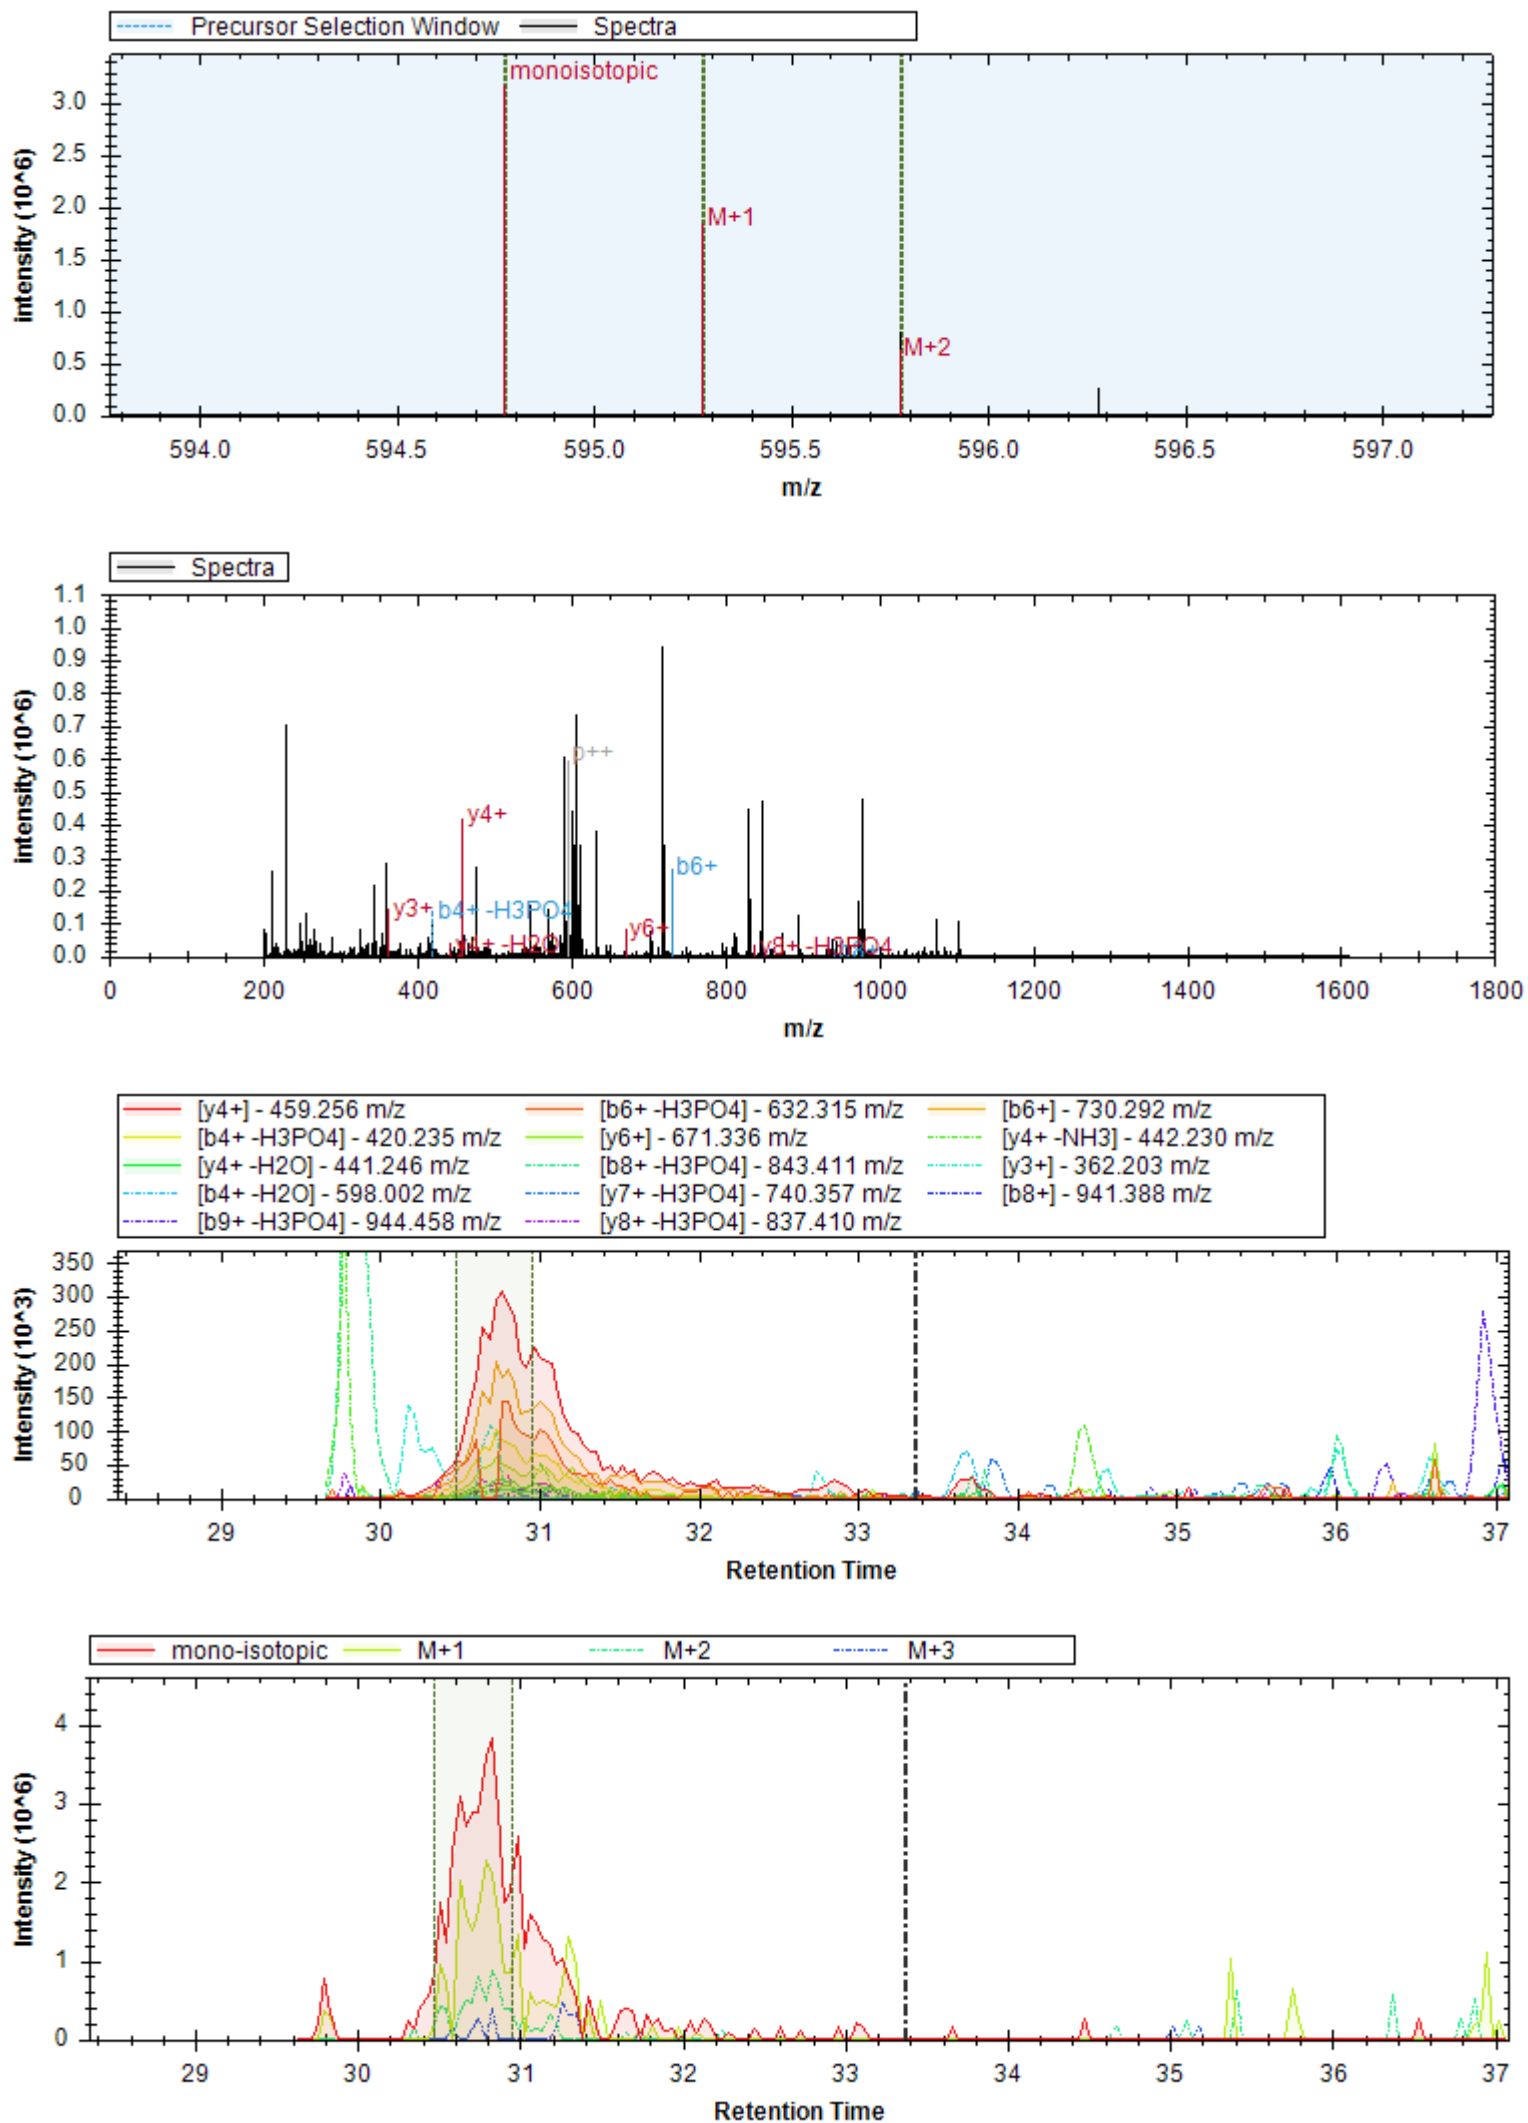 Precursor Selection Window Spectra
monoisotopic
M+1
M+2
3.0
2.5
2.0
1.5
1.0
0.5
0.0
intensity (10^6)
594.0 594.5 595.0 595.5 596.0 596.5 597.0
m/z
Spectra
1.1
1.0
0.9
0.8
0.7
0.6
0.5
0.4
0.3
0.2
0.1
0.0
intensity (10^6)
p++
y4+
b6+
y3+ b4+ -H3PO4
y6+
y4+ -H2O y8+ -H3PO4
0 200 400 600 800 1000 1200 1400 1600 1800
m/z
[y4+] - 459.256 m/z [b6+ -H3PO4] - 632.315 m/z [b6+] - 730.292 m/z
[b4+ -H3PO4] - 420.235 m/z [y6+] - 671.336 m/z [y4+ -NH3] - 442.230 m/z
[y4+ -H2O] - 441.246 m/z [b8+ -H3PO4] - 843.411 m/z [y3+] - 362.203 m/z
[b4+ -H2O] - 598.002 m/z [y7+ -H3PO4] - 740.357 m/z [b8+] - 941.388 m/z
[b9+ -H3PO4] - 944.458 m/z [y8+ -H3PO4] - 837.410 m/z
350
300
250
200
150
100
50
0
Intensity (10^3)
29 30 31 32 33 34 35 36 37
Retention Time
mono-isotopic M+1 M+2 M+3
4
3
2
1
0
Intensity (10^6)
29 30 31 32 33 34 35 36 37
Retention Time